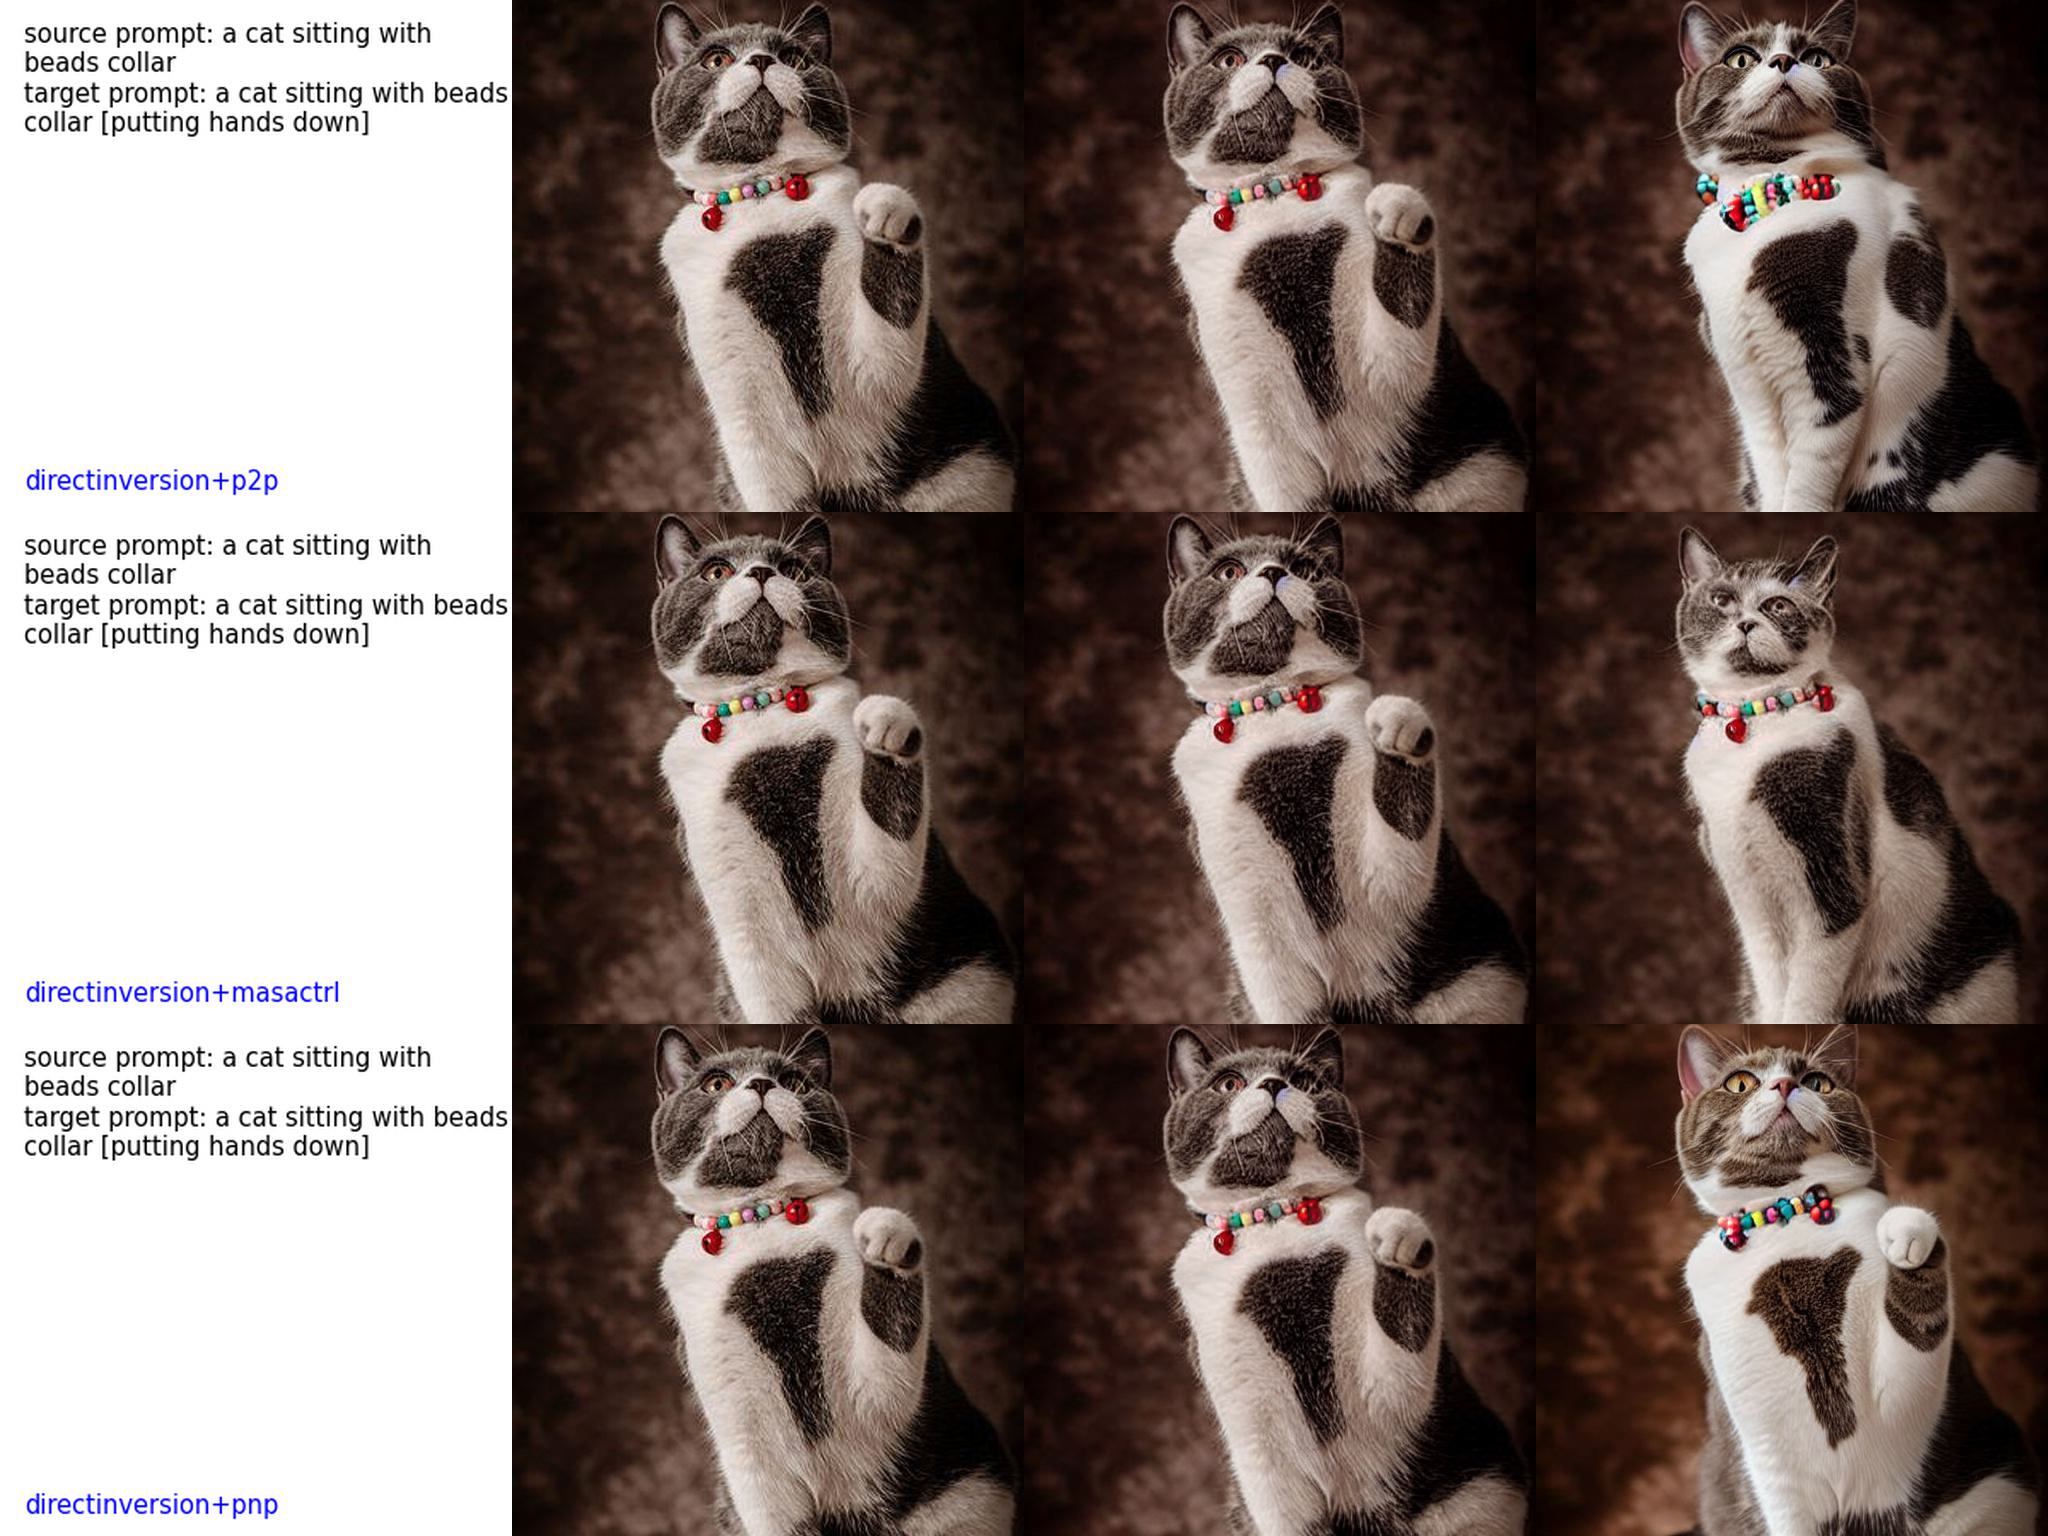 source prompt: a cat sitting with
beads collar
target prompt: a cat sitting with beads
collar [putting hands down]
directinversion+p2p
source prompt: a cat sitting with
beads collar
target prompt: a cat sitting with beads
collar [putting hands down]
directinversion+masactrl
source prompt: a cat sitting with
beads collar
target prompt: a cat sitting with beads
collar [putting hands down]
directinversion+pnp